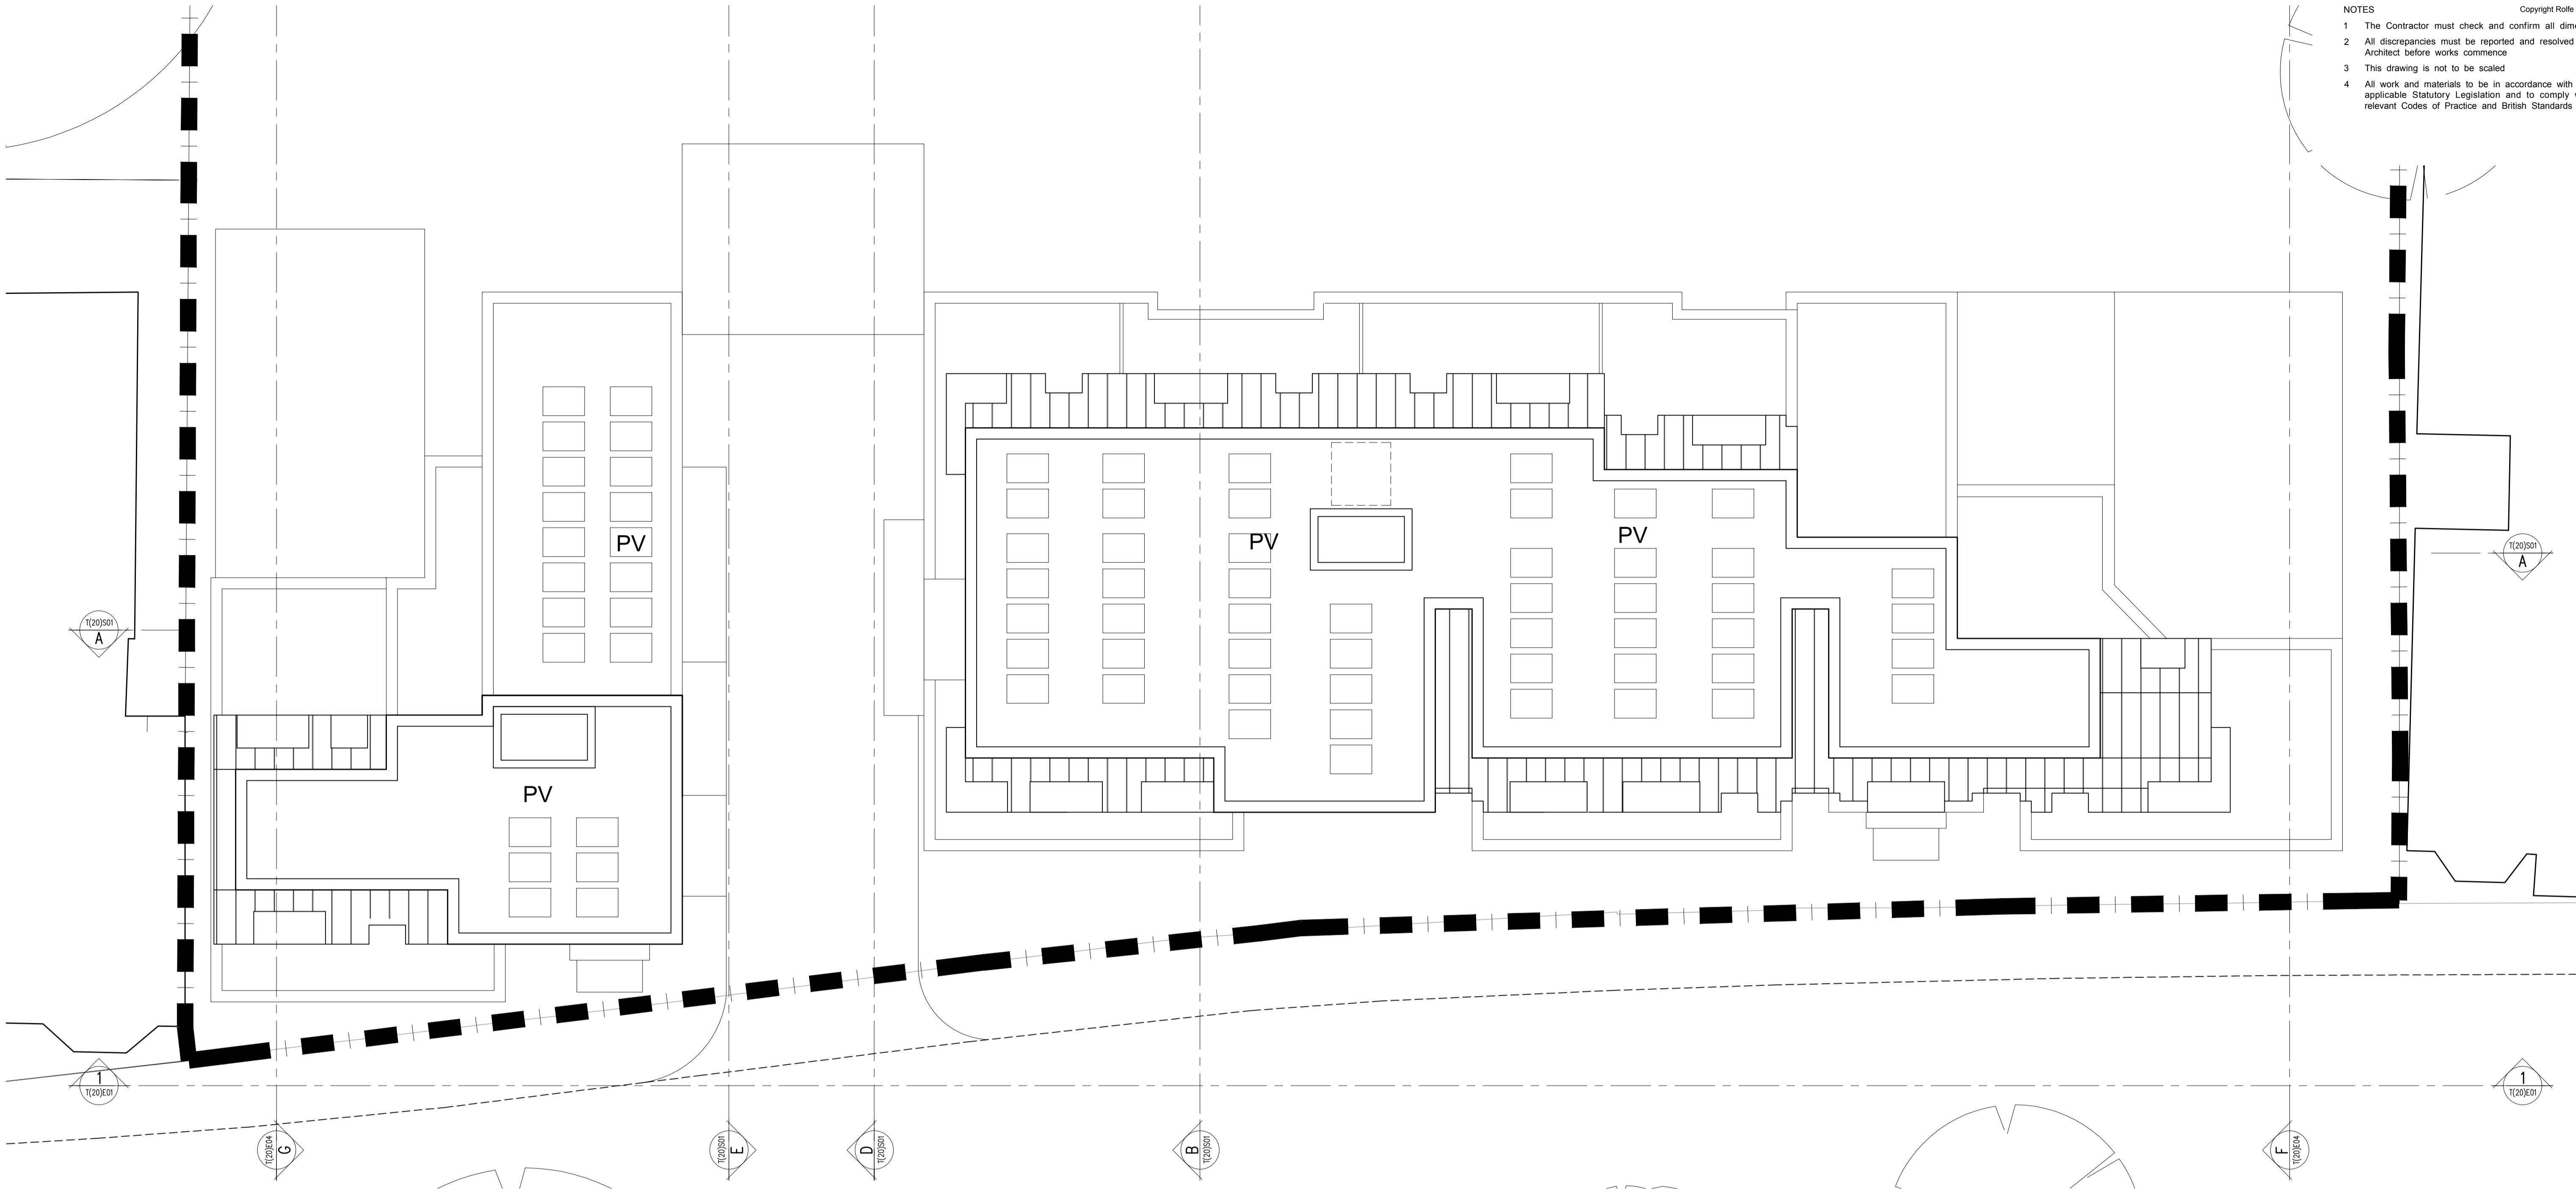 NOTES
Copyright Rolfe
1 The Contractor must check and confirm all dim
2 All discrepancies must be reported and resolved
Architect before works commence
3 This drawing is not to be scaled
4 All work and materials to be in accordance with
applicable Statutory Legislation and to comply
relevant Codes of Practice and British Standards
PV
PV
PV
T(20)S01
A
T(20)S01
A
PV
1
T(20)E01
1
T(20)E01
T(20)E04
G
T(20)S01
E
D
T(20)S01
B
T(20)S01
F
T(20)E04